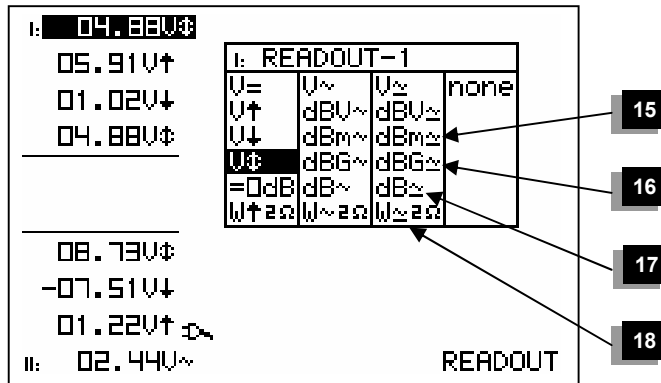 I: 04.88V↕
05.91V↑
01.02V↓
04.88V↕
I: READOUT-1
V= V~ V≃ none
V↑ dBV~ dBV≃
V↓ dBm~ dBm≃
V↕ dBG~ dBG≃
=0dB dB~ dB≃
W↑2Ω W~2Ω W≃2Ω
15
16
17
18
08.73V↕
-07.51V↓
01.22V↑
II: 02.44V~
READOUT